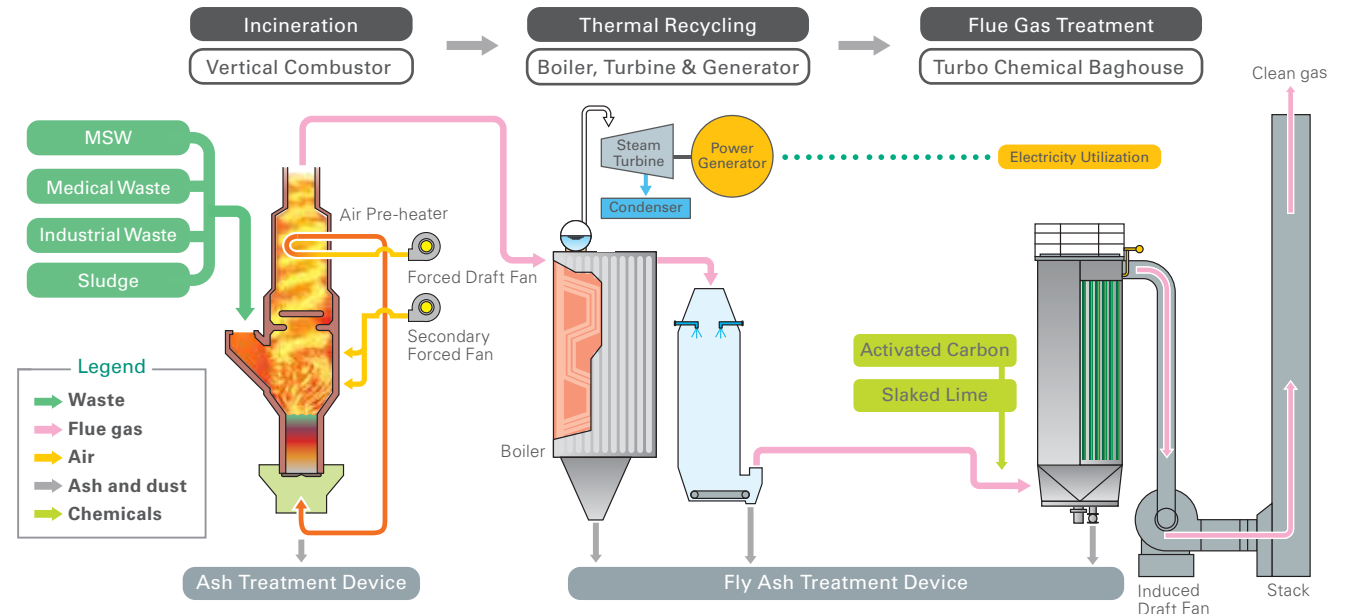 Incineration
Vertical Combustor
Thermal Recycling
Boiler, Turbine & Generator
Flue Gas Treatment
Turbo Chemical Baghouse
Clean gas
MSW
Medical Waste
Industrial Waste
Sludge
Air Pre-heater
Forced Draft Fan
Secondary
Forced Fan
Steam
Turbine
Power
Generator
Condenser
Electricity Utilization
Activated Carbon
Slaked Lime
Boiler
Legend
Waste
Flue gas
Air
Ash and dust
Chemicals
Ash Treatment Device
Fly Ash Treatment Device
Induced
Draft Fan
Stack